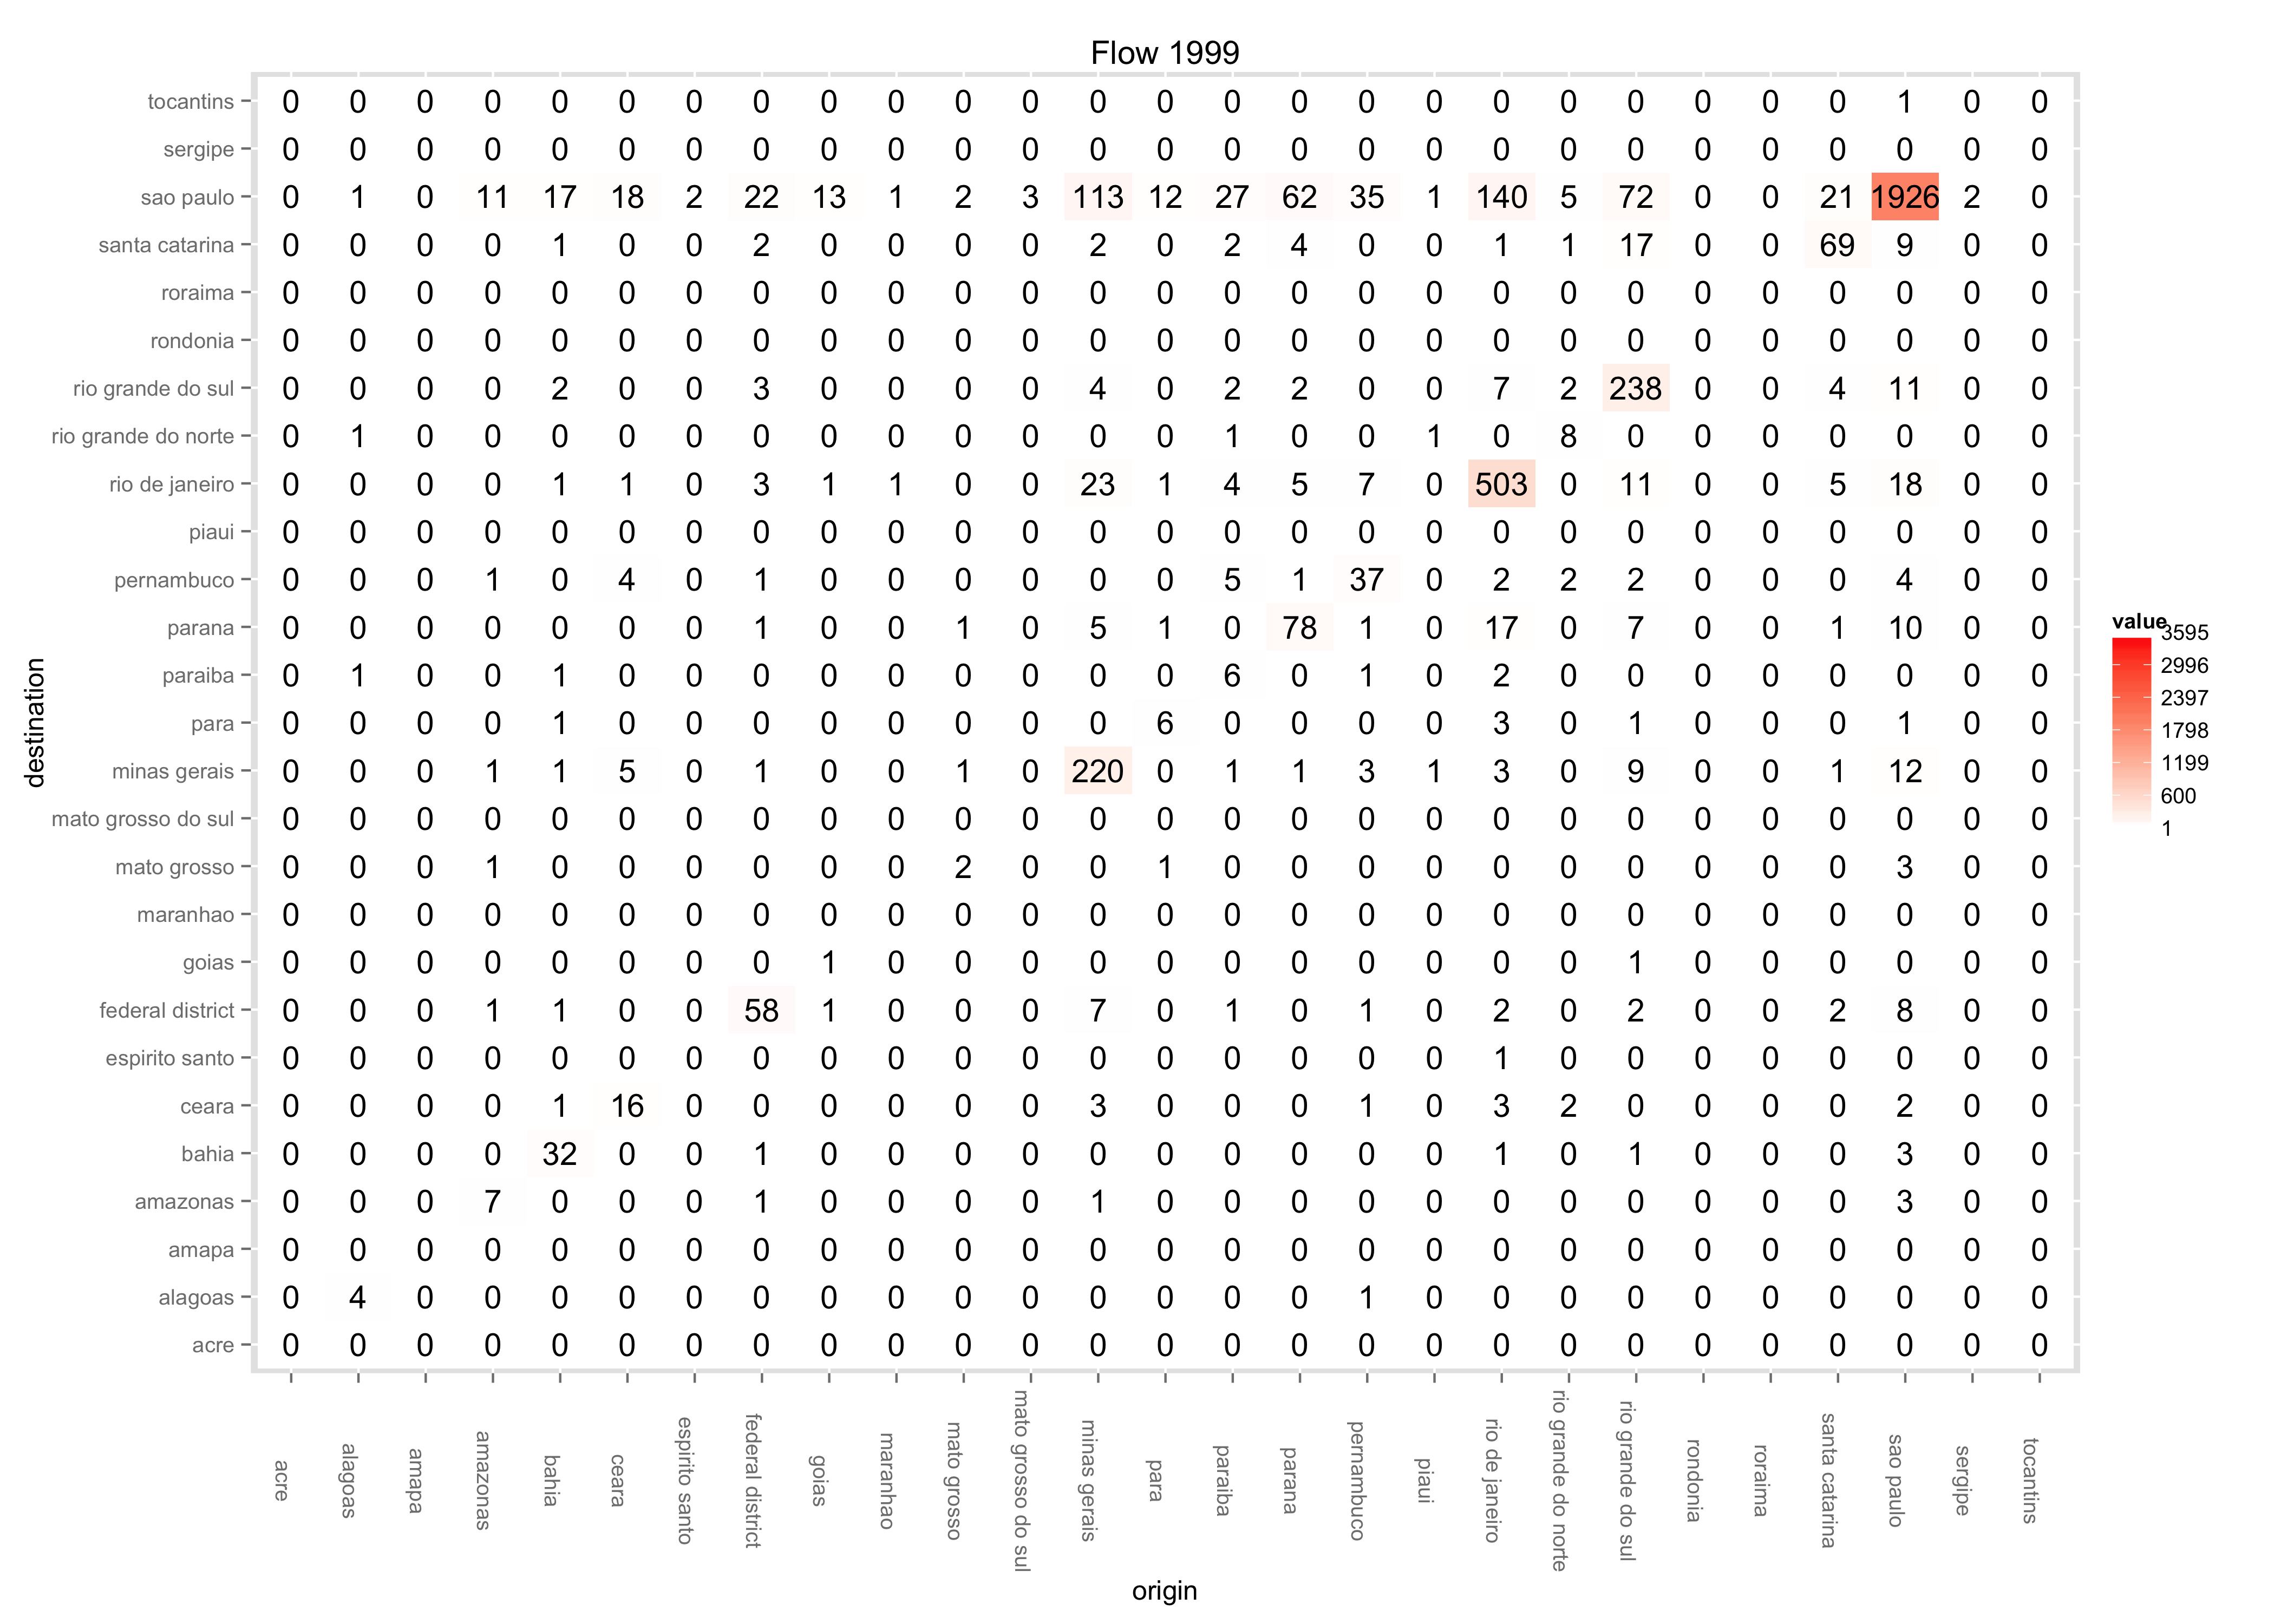 Flow 1999
tocantins 0 0 0 0 0 0 0 0 0 0 0 0 0 0 0 0 0 0 0 0 0 0 0 0 1 0 0
sergipe 0 0 0 0 0 0 0 0 0 0 0 0 0 0 0 0 0 0 0 0 0 0 0 0 0 0 0
sao paulo 0 1 0 11 17 18 2 22 13 1 2 3 113 12 27 62 35 1 140 5 72 0 0 21 1926 2 0
santa catarina 0 0 0 0 1 0 0 2 0 0 0 0 2 0 2 4 0 0 1 1 17 0 0 69 9 0 0
roraima 0 0 0 0 0 0 0 0 0 0 0 0 0 0 0 0 0 0 0 0 0 0 0 0 0 0 0
rondonia 0 0 0 0 0 0 0 0 0 0 0 0 0 0 0 0 0 0 0 0 0 0 0 0 0 0 0
rio grande do sul 0 0 0 0 2 0 0 3 0 0 0 0 4 0 2 2 0 0 7 2 238 0 0 4 11 0 0
rio grande do norte 0 1 0 0 0 0 0 0 0 0 0 0 0 0 1 0 0 1 0 8 0 0 0 0 0 0 0
rio de janeiro 0 0 0 0 1 1 0 3 1 1 0 0 23 1 4 5 7 0 503 0 11 0 0 5 18 0 0
piaui 0 0 0 0 0 0 0 0 0 0 0 0 0 0 0 0 0 0 0 0 0 0 0 0 0 0 0
pernambuco 0 0 0 1 0 4 0 1 0 0 0 0 0 0 5 1 37 0 2 2 2 0 0 0 4 0 0
parana 0 0 0 0 0 0 0 1 0 0 1 0 5 1 0 78 1 0 17 0 7 0 0 1 10 0 0
paraiba 0 1 0 0 1 0 0 0 0 0 0 0 0 0 6 0 1 0 2 0 0 0 0 0 0 0 0
para 0 0 0 0 1 0 0 0 0 0 0 0 0 6 0 0 0 0 3 0 1 0 0 0 1 0 0
minas gerais 0 0 0 1 1 5 0 1 0 0 1 0 220 0 1 1 3 1 3 0 9 0 0 1 12 0 0
mato grosso do sul 0 0 0 0 0 0 0 0 0 0 0 0 0 0 0 0 0 0 0 0 0 0 0 0 0 0 0
mato grosso 0 0 0 1 0 0 0 0 0 0 2 0 0 1 0 0 0 0 0 0 0 0 0 0 3 0 0
maranhao 0 0 0 0 0 0 0 0 0 0 0 0 0 0 0 0 0 0 0 0 0 0 0 0 0 0 0
goias 0 0 0 0 0 0 0 0 1 0 0 0 0 0 0 0 0 0 0 0 1 0 0 0 0 0 0
federal district 0 0 0 1 1 0 0 58 1 0 0 0 7 0 1 0 1 0 2 0 2 0 0 2 8 0 0
espirito santo 0 0 0 0 0 0 0 0 0 0 0 0 0 0 0 0 0 0 1 0 0 0 0 0 0 0 0
ceara 0 0 0 0 1 16 0 0 0 0 0 0 3 0 0 0 1 0 3 2 0 0 0 0 2 0 0
bahia 0 0 0 0 32 0 0 1 0 0 0 0 0 0 0 0 0 0 1 0 1 0 0 0 3 0 0
amazonas 0 0 0 7 0 0 0 1 0 0 0 0 1 0 0 0 0 0 0 0 0 0 0 0 3 0 0
amapa 0 0 0 0 0 0 0 0 0 0 0 0 0 0 0 0 0 0 0 0 0 0 0 0 0 0 0
alagoas 0 4 0 0 0 0 0 0 0 0 0 0 0 0 0 0 1 0 0 0 0 0 0 0 0 0 0
acre 0 0 0 0 0 0 0 0 0 0 0 0 0 0 0 0 0 0 0 0 0 0 0 0 0 0 0
destination
acre
alagoas
amapa
amazonas
bahia
ceara
espirito santo
federal district
goias
maranhao
mato grosso
mato grosso do sul
minas gerais
para
paraiba
parana
pernambuco
piaui
rio de janeiro
rio grande do norte
rio grande do sul
rondonia
roraima
santa catarina
sao paulo
sergipe
tocantins
origin
value
3595
2996
2397
1798
1199
600
1